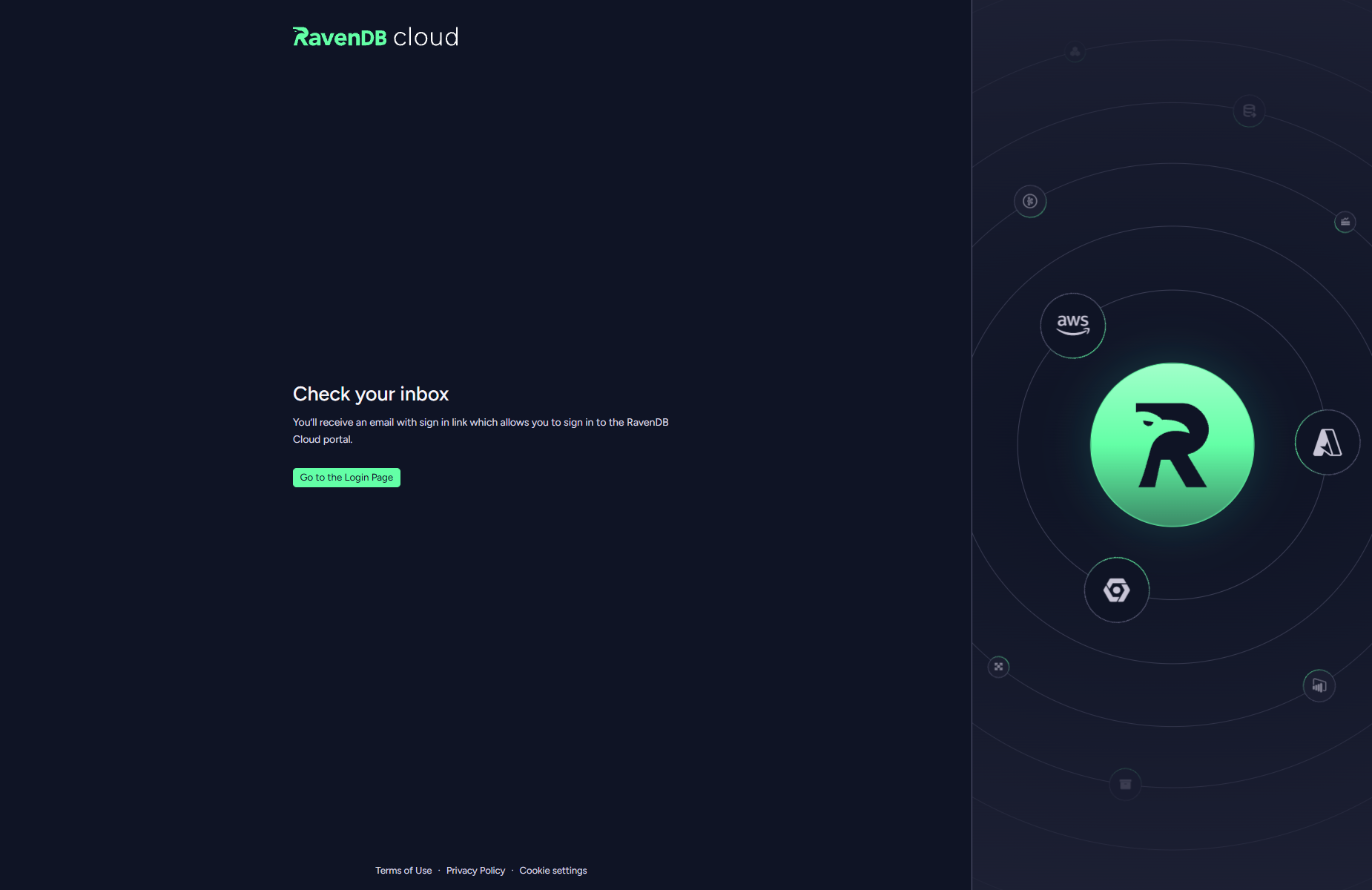 RavenDB cloud
Check your inbox
You'll receive an email with sign in link which allows you to sign in to the RavenDB
Cloud portal.
Go to the Login Page
aws
Terms of Use · Privacy Policy · Cookie settings